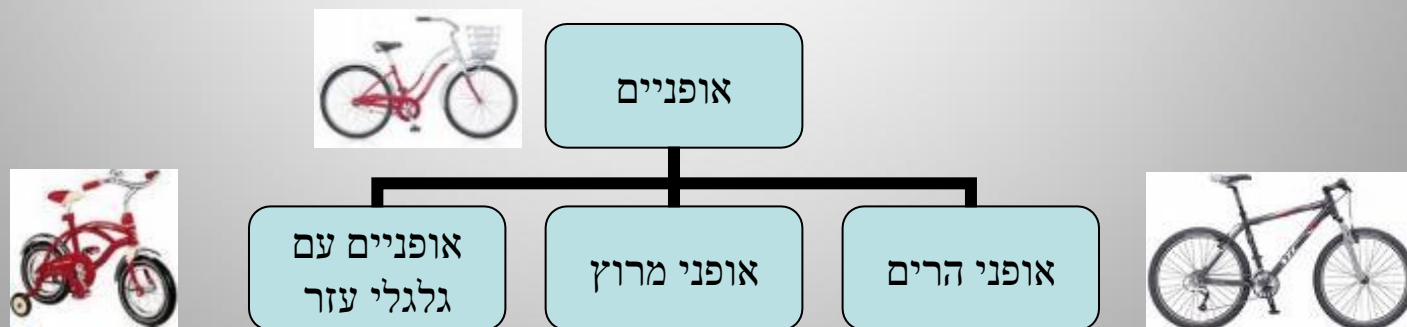 אופניים
אופני הרים
אופני מרוץ
אופניים עם
גלגלי עזר